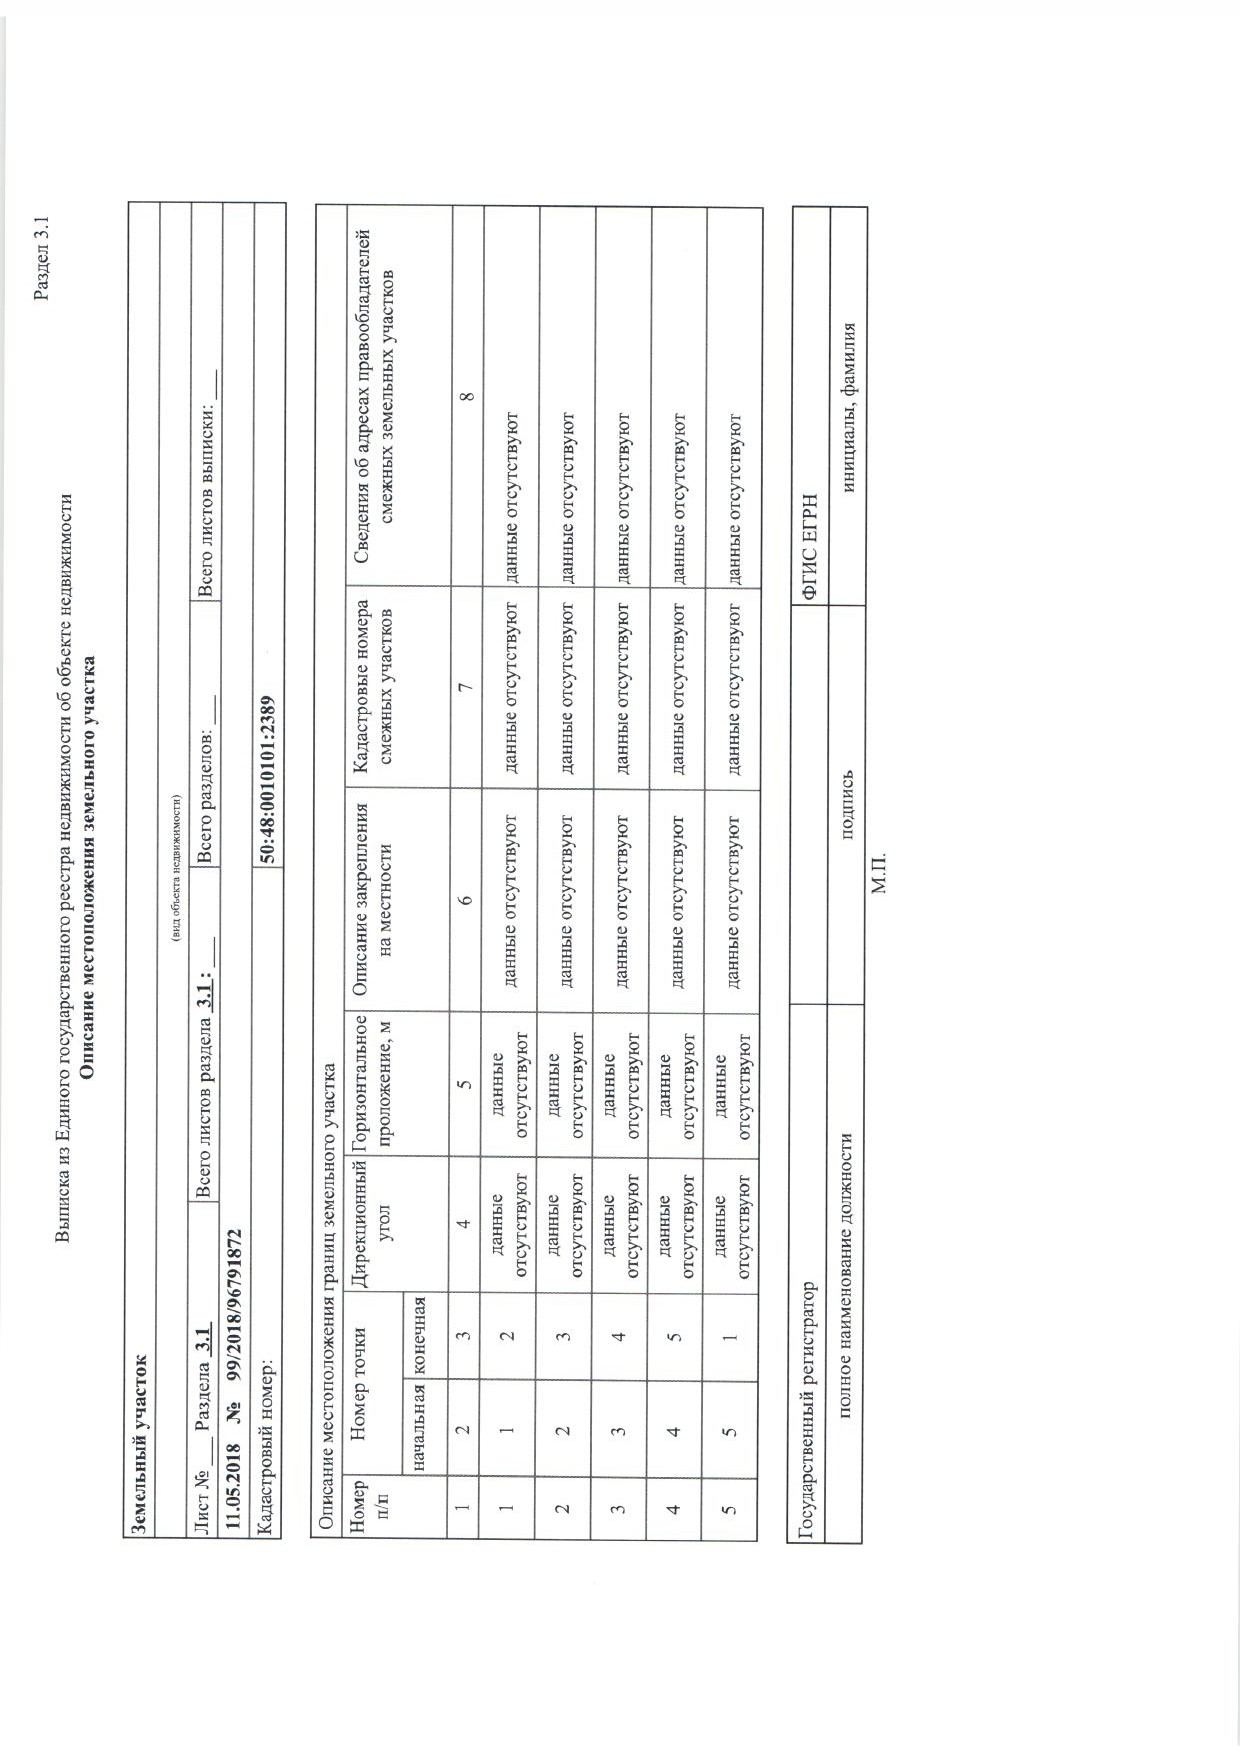 Раздел 3.1
Выписка из Единого государственного реестра недвижимости об объекте недвижимости
Описание местоположения земельного участка
Земельный участок
(вид объекта недвижимости)
Лист № ___ Раздела 3.1 Всего листов раздела 3.1 : ___ Всего разделов: ___ Всего листов выписки: ___
11.05.2018 № 99/2018/96791872
Кадастровый номер: 50:48:0010101:2389
Описание местоположения границ земельного участка
Номер Номер точки Дирекционный Горизонтальное Описание закрепления Кадастровые номера Сведения об адресах правообладателей
п/п угол проложение, м на местности смежных участков смежных земельных участков
начальная конечная
1 2 3 4 5 6 7 8
1 1 2 данные данные данные отсутствуют данные отсутствуют данные отсутствуют
отсутствуют отсутствуют
2 2 3 данные данные данные отсутствуют данные отсутствуют данные отсутствуют
отсутствуют отсутствуют
3 3 4 данные данные данные отсутствуют данные отсутствуют данные отсутствуют
отсутствуют отсутствуют
4 4 5 данные данные данные отсутствуют данные отсутствуют данные отсутствуют
отсутствуют отсутствуют
5 5 1 данные данные данные отсутствуют данные отсутствуют данные отсутствуют
отсутствуют отсутствуют
Государственный регистратор ФГИС ЕГРН
полное наименование должности подпись инициалы, фамилия
М.П.